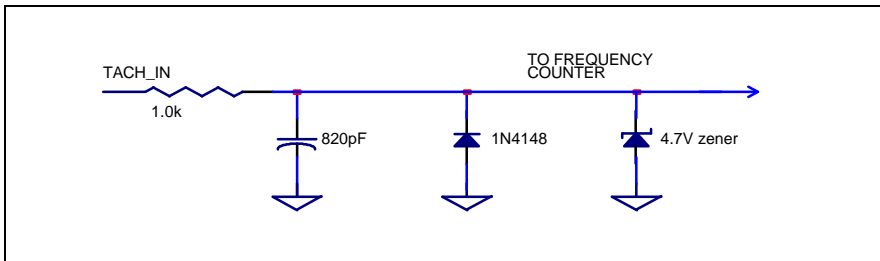 TO FREQUENCY
COUNTER
TACH_IN
1.0k
820pF
1N4148
4.7V zener